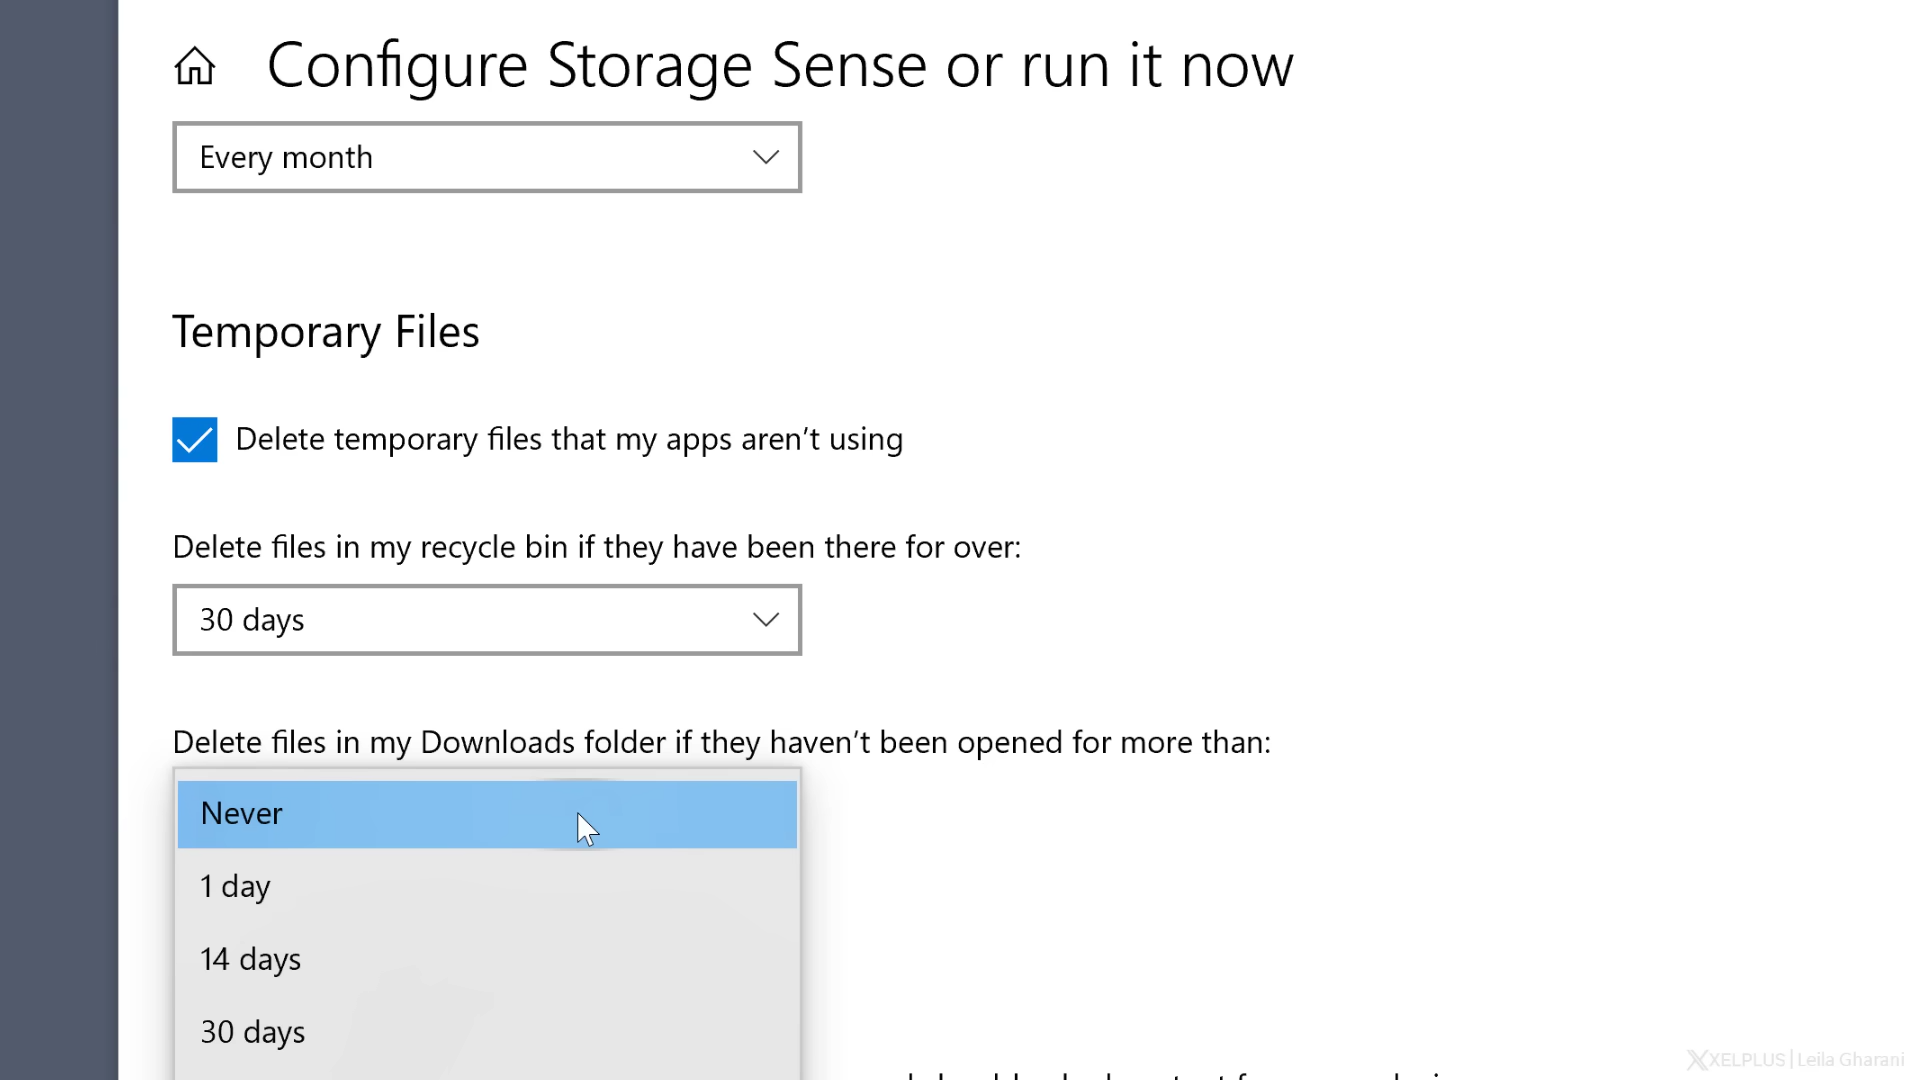 Configure Storage Sense or run it now
Every month
Temporary Files
Delete temporary files that my apps aren’t using
Delete files in my recycle bin if they have been there for over:
30 days
Delete files in my Downloads folder if they haven’t been opened for more than:
Never
1 day
14 days
30 days
XELPLUS | Leila Gharani